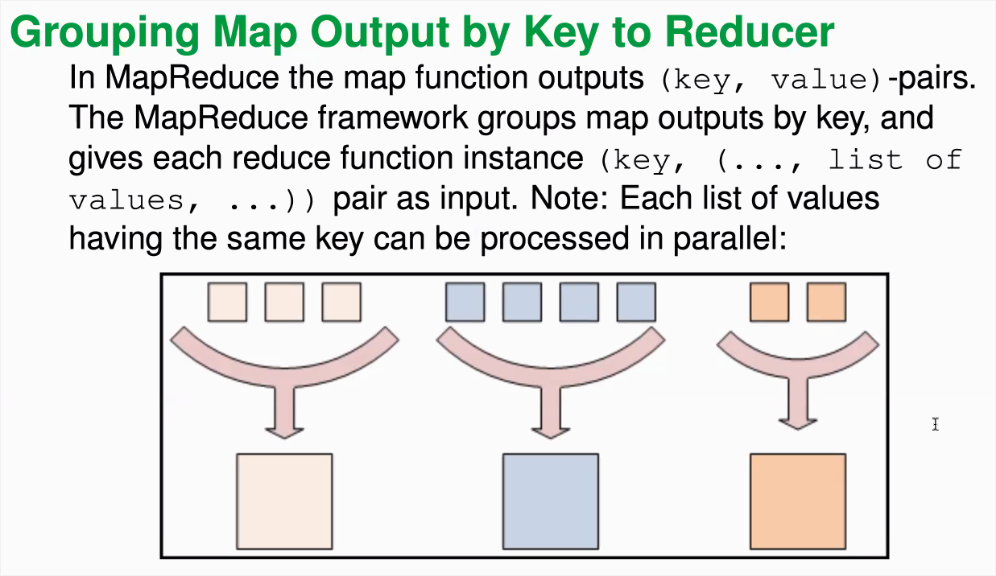 Grouping Map Output by Key to Reducer
In MapReduce the map function outputs (key, value)-pairs.
The MapReduce framework groups map outputs by key, and
gives each reduce function instance (key, (..., list of
values, ...)) pair as input. Note: Each list of values
having the same key can be processed in parallel: